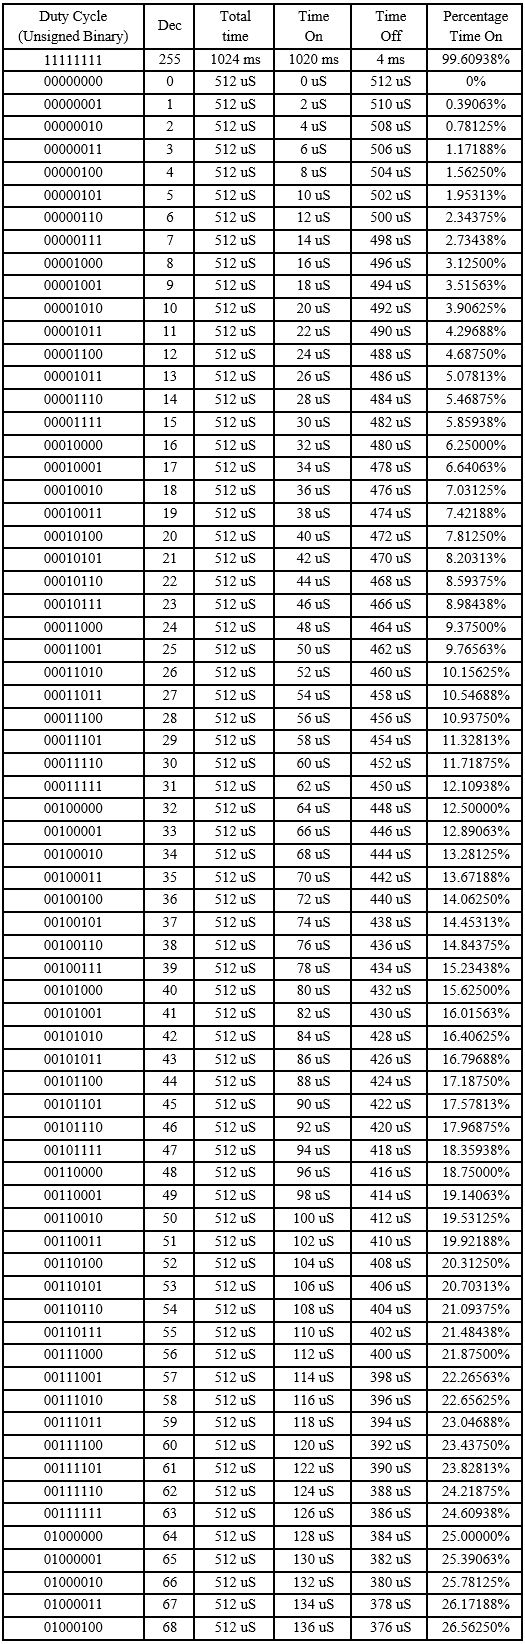 Duty Cycle (Unsigned Binary) Dec Total time Time On Time Off Percentage Time On
11111111 255 1024 ms 1020 ms 4 ms 99.60938%
00000000 0 512 uS 0 uS 512 uS 0%
00000001 1 512 uS 2 uS 510 uS 0.39063%
00000010 2 512 uS 4 uS 508 uS 0.78125%
00000011 3 512 uS 6 uS 506 uS 1.17188%
00000100 4 512 uS 8 uS 504 uS 1.56250%
00000101 5 512 uS 10 uS 502 uS 1.95313%
00000110 6 512 uS 12 uS 500 uS 2.34375%
00000111 7 512 uS 14 uS 498 uS 2.73438%
00001000 8 512 uS 16 uS 496 uS 3.12500%
00001001 9 512 uS 18 uS 494 uS 3.51563%
00001010 10 512 uS 20 uS 492 uS 3.90625%
00001011 11 512 uS 22 uS 490 uS 4.29688%
00001100 12 512 uS 24 uS 488 uS 4.68750%
00001011 13 512 uS 26 uS 486 uS 5.07813%
00001110 14 512 uS 28 uS 484 uS 5.46875%
00001111 15 512 uS 30 uS 482 uS 5.85938%
00010000 16 512 uS 32 uS 480 uS 6.25000%
00010001 17 512 uS 34 uS 478 uS 6.64063%
00010010 18 512 uS 36 uS 476 uS 7.03125%
00010011 19 512 uS 38 uS 474 uS 7.42188%
00010100 20 512 uS 40 uS 472 uS 7.81250%
00010101 21 512 uS 42 uS 470 uS 8.20313%
00010110 22 512 uS 44 uS 468 uS 8.59375%
00010111 23 512 uS 46 uS 466 uS 8.98438%
00011000 24 512 uS 48 uS 464 uS 9.37500%
00011001 25 512 uS 50 uS 462 uS 9.76563%
00011010 26 512 uS 52 uS 460 uS 10.15625%
00011011 27 512 uS 54 uS 458 uS 10.54688%
00011100 28 512 uS 56 uS 456 uS 10.93750%
00011101 29 512 uS 58 uS 454 uS 11.32813%
00011110 30 512 uS 60 uS 452 uS 11.71875%
00011111 31 512 uS 62 uS 450 uS 12.10938%
00100000 32 512 uS 64 uS 448 uS 12.50000%
00100001 33 512 uS 66 uS 446 uS 12.89063%
00100010 34 512 uS 68 uS 444 uS 13.28125%
00100011 35 512 uS 70 uS 442 uS 13.67188%
00100100 36 512 uS 72 uS 440 uS 14.06250%
00100101 37 512 uS 74 uS 438 uS 14.45313%
00100110 38 512 uS 76 uS 436 uS 14.84375%
00100111 39 512 uS 78 uS 434 uS 15.23438%
00101000 40 512 uS 80 uS 432 uS 15.62500%
00101001 41 512 uS 82 uS 430 uS 16.01563%
00101010 42 512 uS 84 uS 428 uS 16.40625%
00101011 43 512 uS 86 uS 426 uS 16.79688%
00101100 44 512 uS 88 uS 424 uS 17.18750%
00101101 45 512 uS 90 uS 422 uS 17.57813%
00101110 46 512 uS 92 uS 420 uS 17.96875%
00101111 47 512 uS 94 uS 418 uS 18.35938%
00110000 48 512 uS 96 uS 416 uS 18.75000%
00110001 49 512 uS 98 uS 414 uS 19.14063%
00110010 50 512 uS 100 uS 412 uS 19.53125%
00110011 51 512 uS 102 uS 410 uS 19.92188%
00110100 52 512 uS 104 uS 408 uS 20.31250%
00110101 53 512 uS 106 uS 406 uS 20.70313%
00110110 54 512 uS 108 uS 404 uS 21.09375%
00110111 55 512 uS 110 uS 402 uS 21.48438%
00111000 56 512 uS 112 uS 400 uS 21.87500%
00111001 57 512 uS 114 uS 398 uS 22.26563%
00111010 58 512 uS 116 uS 396 uS 22.65625%
00111011 59 512 uS 118 uS 394 uS 23.04688%
00111100 60 512 uS 120 uS 392 uS 23.43750%
00111101 61 512 uS 122 uS 390 uS 23.82813%
00111110 62 512 uS 124 uS 388 uS 24.21875%
00111111 63 512 uS 126 uS 386 uS 24.60938%
01000000 64 512 uS 128 uS 384 uS 25.00000%
01000001 65 512 uS 130 uS 382 uS 25.39063%
01000010 66 512 uS 132 uS 380 uS 25.78125%
01000011 67 512 uS 134 uS 378 uS 26.17188%
01000100 68 512 uS 136 uS 376 uS 26.56250%